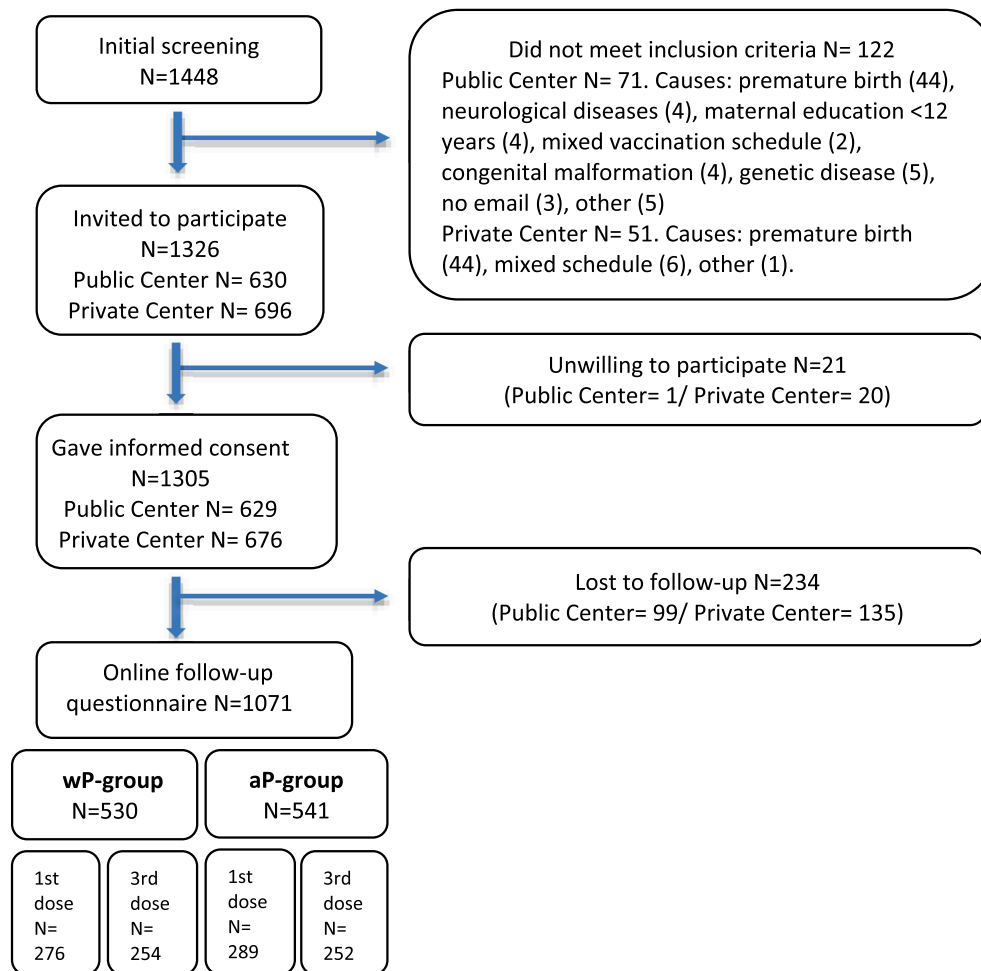 Initial screening
N=1448
Did not meet inclusion criteria N= 122
Public Center N= 71. Causes: premature birth (44),
neurological diseases (4), maternal education <12
years (4), mixed vaccination schedule (2),
congenital malformation (4), genetic disease (5),
no email (3), other (5)
Private Center N= 51. Causes: premature birth
(44), mixed schedule (6), other (1).
Invited to participate
N=1326
Public Center N= 630
Private Center N= 696
Unwilling to participate N=21
(Public Center= 1/ Private Center= 20)
Gave informed consent
N=1305
Public Center N= 629
Private Center N= 676
Lost to follow-up N=234
(Public Center= 99/ Private Center= 135)
Online follow-up
questionnaire N=1071
wP-group
N=530
aP-group
N=541
1st
dose
N=
276
3rd
dose
N=
254
1st
dose
N=
289
3rd
dose
N=
252